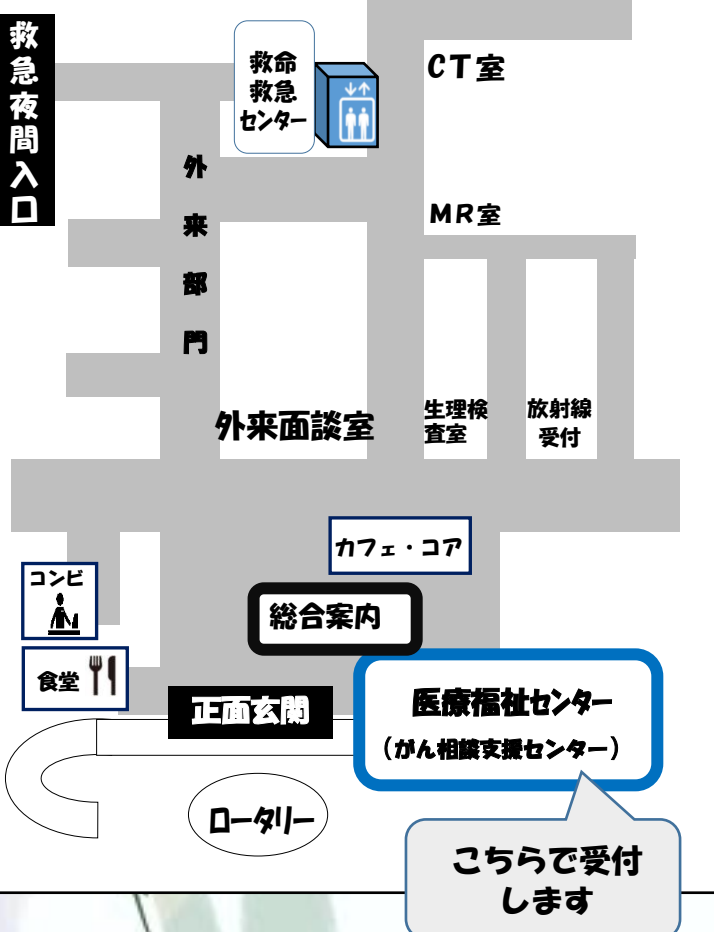 救急夜間入口
救命
救急
センター
CT室
外来部門
MR室
外来面談室
生理検
査室
放射線
受付
カフェ・コア
コンビ
総合案内
食堂
正面玄関
医療福祉センター
(がん相談支援センター)
ロータリー
こちらで受付
します